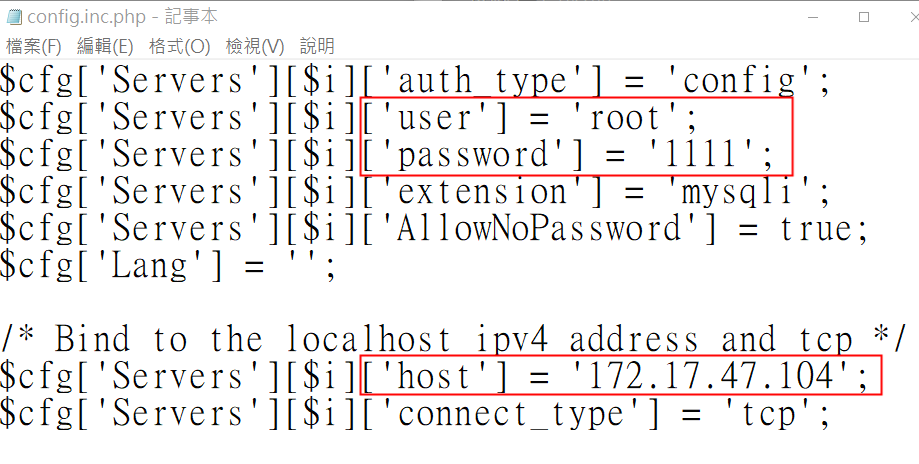 config.inc.php - 記事本
檔案(F) 編輯(E) 格式(O) 檢視(V) 說明
$cfg['Servers'][$i]['auth_type'] = 'config';
$cfg['Servers'][$i]['user'] = 'root';
$cfg['Servers'][$i]['password'] = '1111';
$cfg['Servers'][$i]['extension'] = 'mysqli';
$cfg['Servers'][$i]['AllowNoPassword'] = true;
$cfg['Lang'] = '';
/* Bind to the localhost ipv4 address and tcp */
$cfg['Servers'][$i]['host'] = '172.17.47.104';
$cfg['Servers'][$i]['connect_type'] = 'tcp';